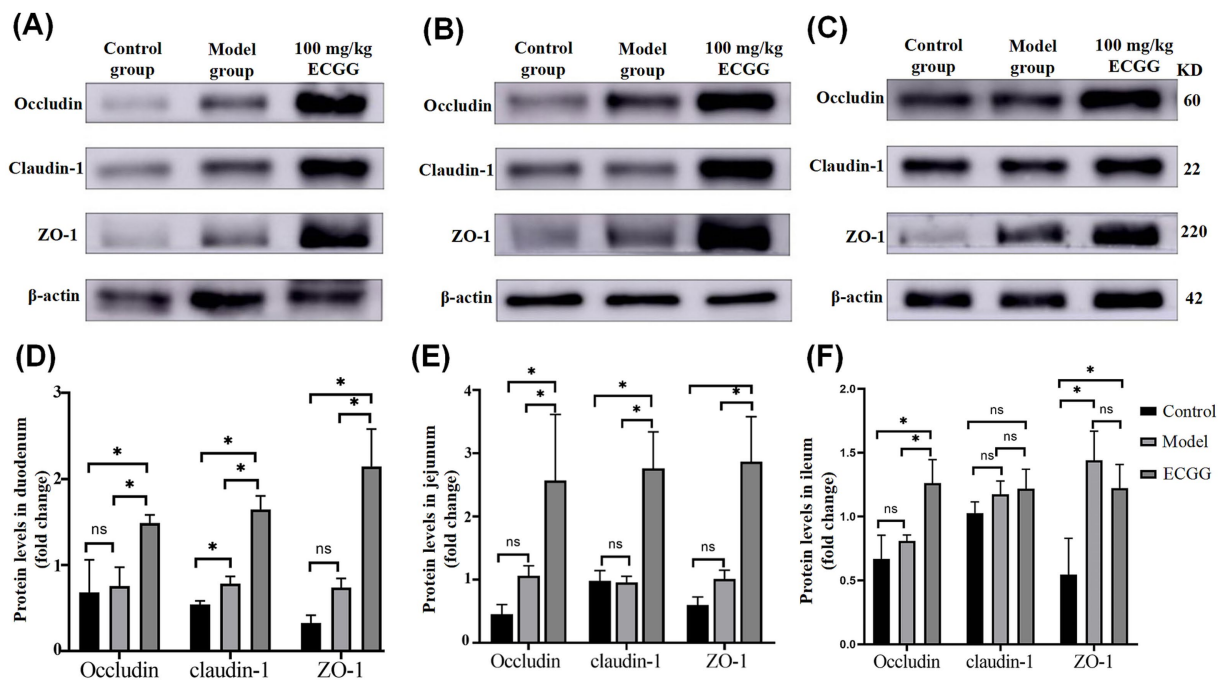 (A)
Control group
Model group
100 mg/kg ECGG
Occludin
Claudin-1
ZO-1
β-actin
(B)
Control group
Model group
100 mg/kg ECGG
Occludin
Claudin-1
ZO-1
β-actin
(C)
Control group
Model group
100 mg/kg ECGG
KD
Occludin
60
Claudin-1
22
ZO-1
220
β-actin
42
(D)
Protein levels in duodenum
(fold change)
3
2
1
0
ns
*
*
*
*
*
ns
*
*
Occludin
claudin-1
ZO-1
(E)
Protein levels in jejunum
(fold change)
4
3
2
1
0
ns
*
*
ns
*
*
ns
*
Occludin
claudin-1
ZO-1
(F)
Protein levels in ileum
(fold change)
2.0
1.5
1.0
0.5
0.0
ns
*
*
ns
ns
ns
*
*
ns
Occludin
claudin-1
ZO-1
Control
Model
ECGG